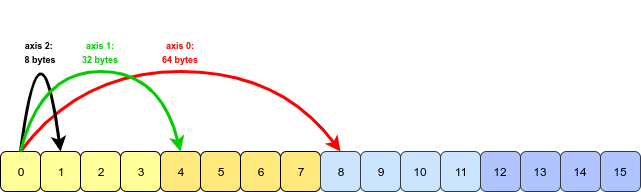 axis 2:
8 bytes
axis 1:
32 bytes
axis 0:
64 bytes
0 1 2 3 4 5 6 7 8 9 10 11 12 13 14 15